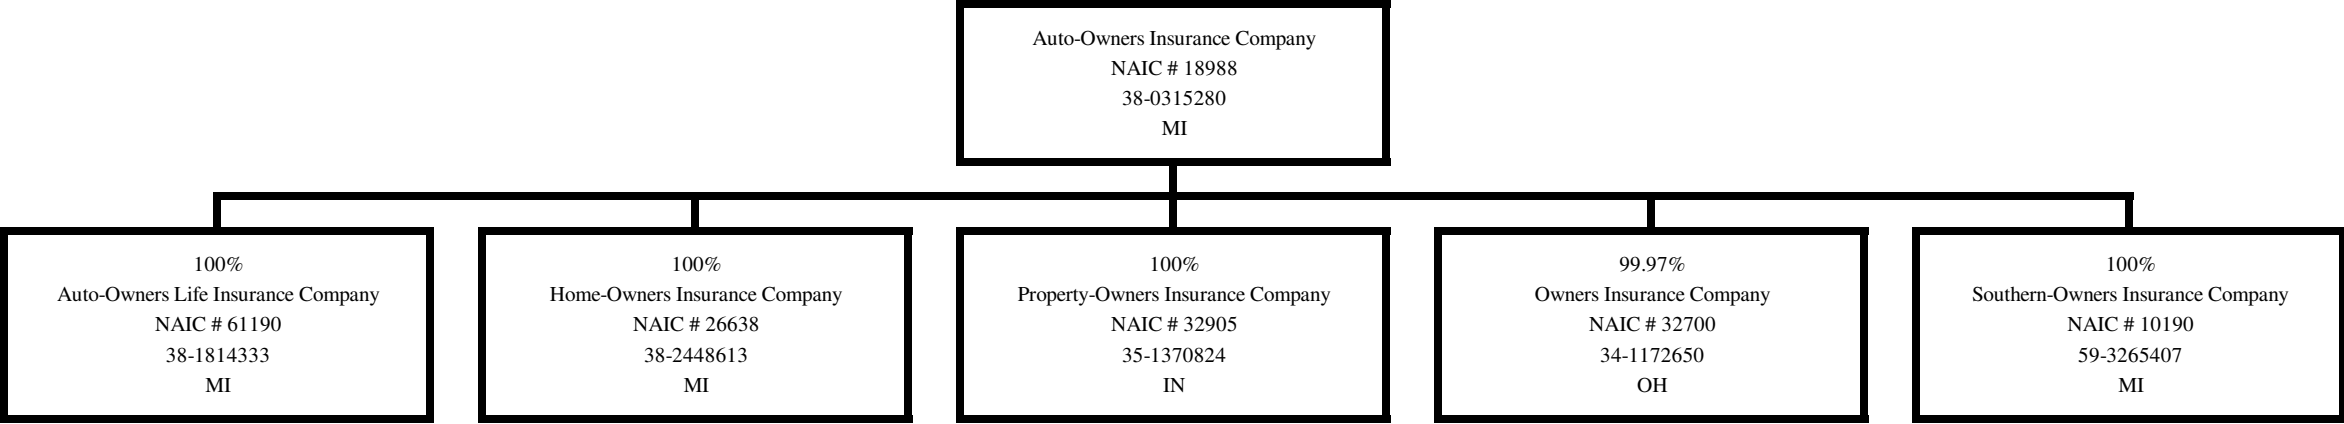 Auto-Owners Insurance Company
NAIC # 18988
38-0315280
MI
100%
Auto-Owners Life Insurance Company
NAIC # 61190
38-1814333
MI
100%
Home-Owners Insurance Company
NAIC # 26638
38-2448613
MI
100%
Property-Owners Insurance Company
NAIC # 32905
35-1370824
IN
99.97%
Owners Insurance Company
NAIC # 32700
34-1172650
OH
100%
Southern-Owners Insurance Company
NAIC # 10190
59-3265407
MI